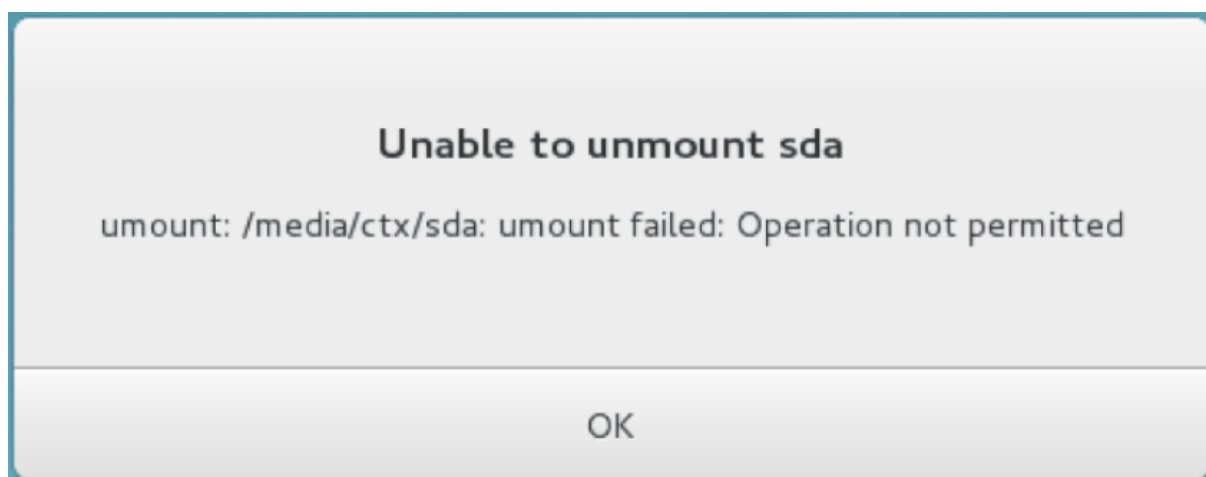 Unable to unmount sda
umount: /media/ctx/sda: umount failed: Operation not permitted
OK